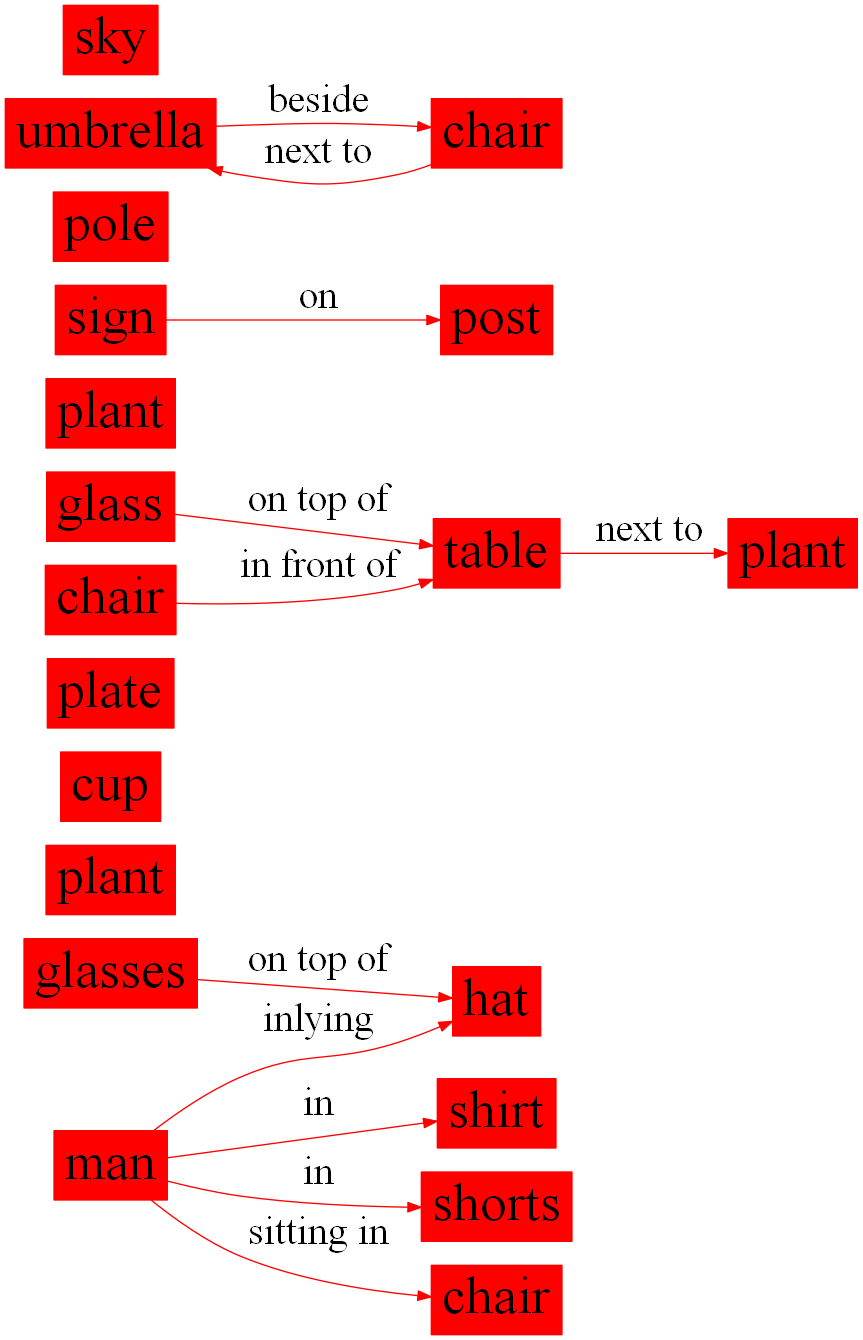 sky
beside
umbrella
chair
next to
pole
on
sign
post
plant
on top of
glass
next to
table
plant
in front of
chair
plate
cup
plant
on top of
glasses
hat
inlying
in
shirt
man
in
shorts
sitting in
chair